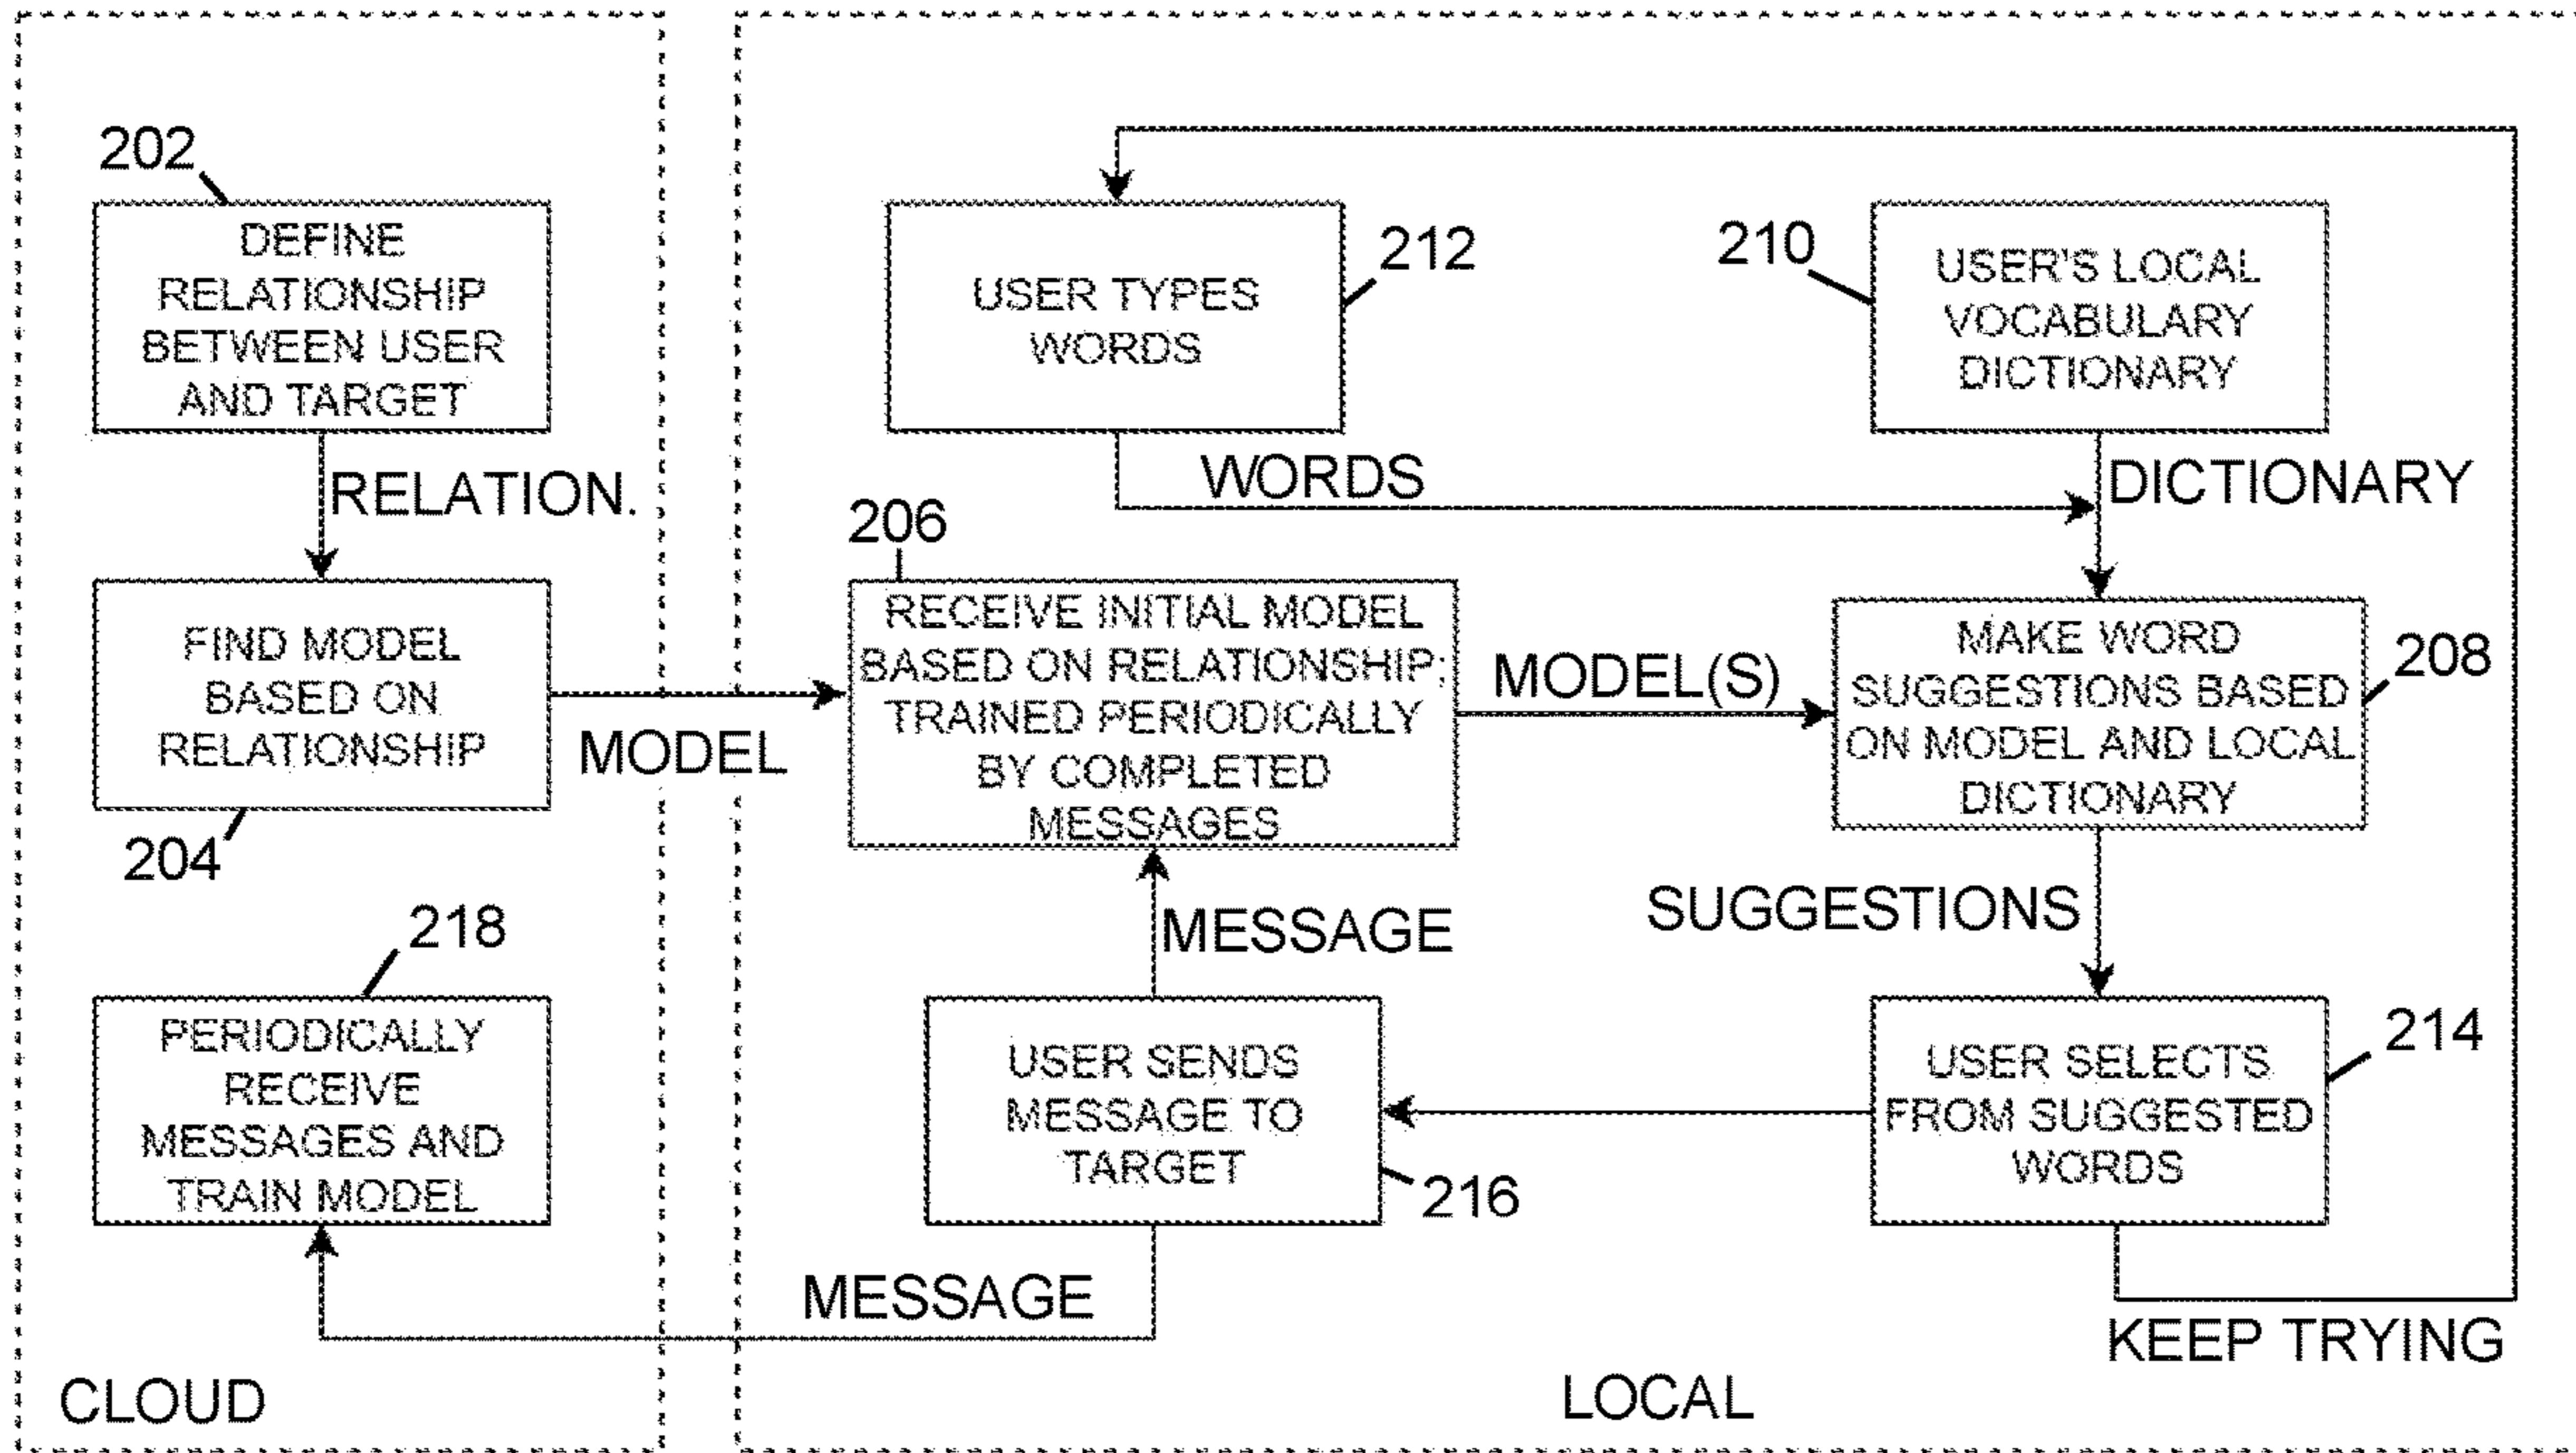 202
DEFINE
RELATIONSHIP
BETWEEN USER
AND TARGET
RELATION.
FIND MODEL
BASED ON
RELATIONSHIP
204
MODEL
218
PERIODICALLY
RECEIVE
MESSAGES AND
TRAIN MODEL
CLOUD
USER TYPES
WORDS
212
210
USER'S LOCAL
VOCABULARY
DICTIONARY
WORDS
DICTIONARY
206
RECEIVE INITIAL MODEL
BASED ON RELATIONSHIP;
TRAINED PERIODICALLY
BY COMPLETED
MESSAGES
MODEL(S)
MAKE WORD
SUGGESTIONS BASED
ON MODEL AND LOCAL
DICTIONARY
208
MESSAGE
SUGGESTIONS
USER SENDS
MESSAGE TO
TARGET
216
USER SELECTS
FROM SUGGESTED
WORDS
214
MESSAGE
KEEP TRYING
LOCAL